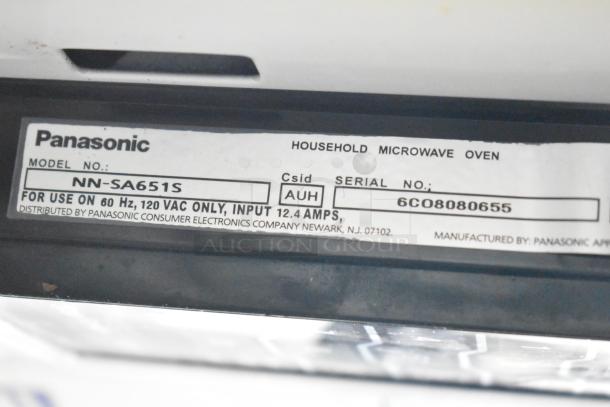 Panasonic
HOUSEHOLD MICROWAVE OVEN
MODEL NO.:
NN-SA651S
Csid
AUH
SERIAL NO.;
6C08080655
FOR USE ON 60 Hz, 120 VAC ONLY, INPUT 12.4 AMPS,
DISTRIBUTED BY PANASONIC CONSUMER ELECTRONICS COMPANY NEWARK, N.J. 07102.
MANUFACTURED BY: PANASONIC APP
AUCTION GROUP